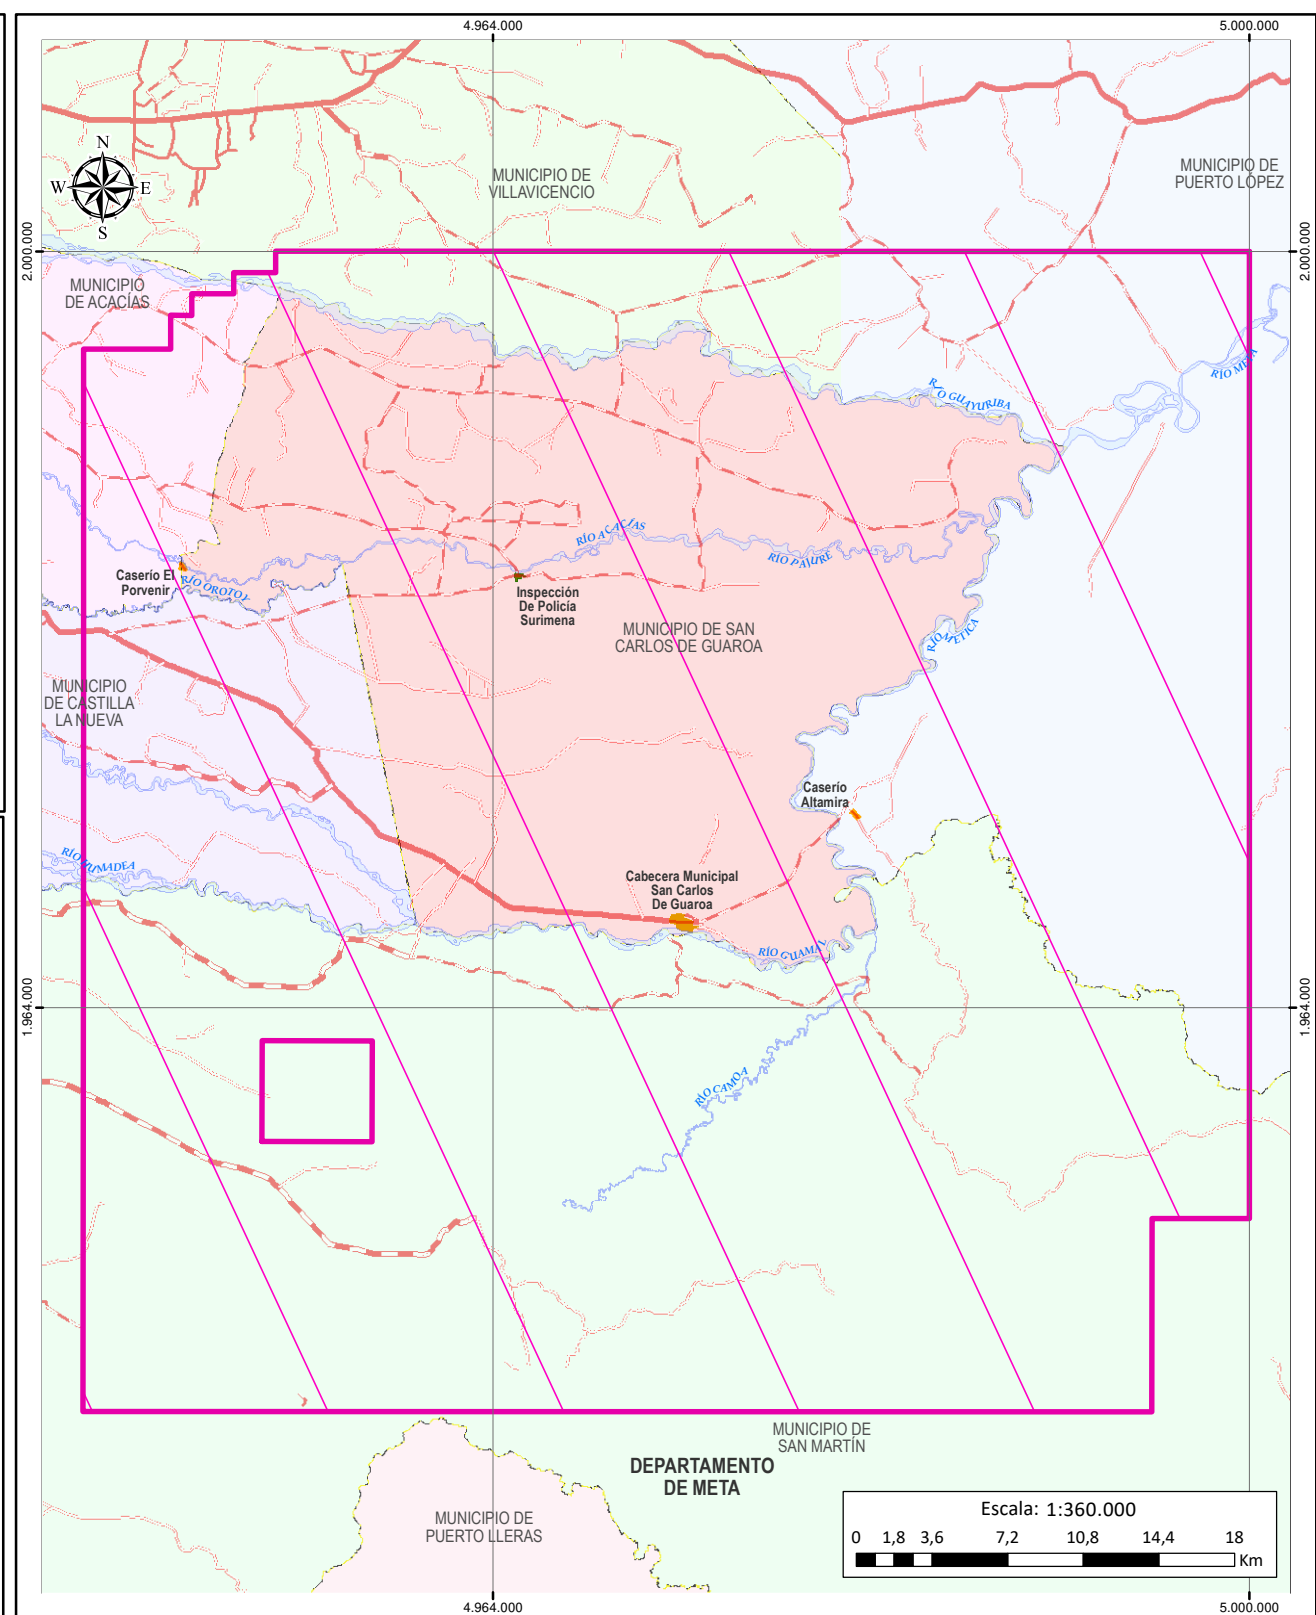 4.964.000
5.000.000
N
W
E
S
MUNICIPIO DE
VILLAVICENCIO
MUNICIPIO DE
PUERTO LÓPEZ
2.000.000
2.000.000
MUNICIPIO
DE ACACÍAS
RÍO META
RÍO GUAYURIBA
RÍO ACACÍAS
RÍO PAJURE
Caserío El
Porvenir
RÍO OROTOY
Inspección
De Policía
Surimena
MUNICIPIO DE SAN
CARLOS DE GUAROA
RÍO METICA
MUNICIPIO
DE CASTILLA
LA NUEVA
Caserío
Altamira
RÍO HUMADEA
Cabecera Municipal
San Carlos
De Guaroa
RÍO GUAMAL
1.964.000
1.964.000
RÍO CAMOA
MUNICIPIO DE
SAN MARTÍN
DEPARTAMENTO
DE META
MUNICIPIO DE
PUERTO LLERAS
Escala: 1:360.000
0 1,8 3,6 7,2 10,8 14,4 18
Km
4.964.000
5.000.000